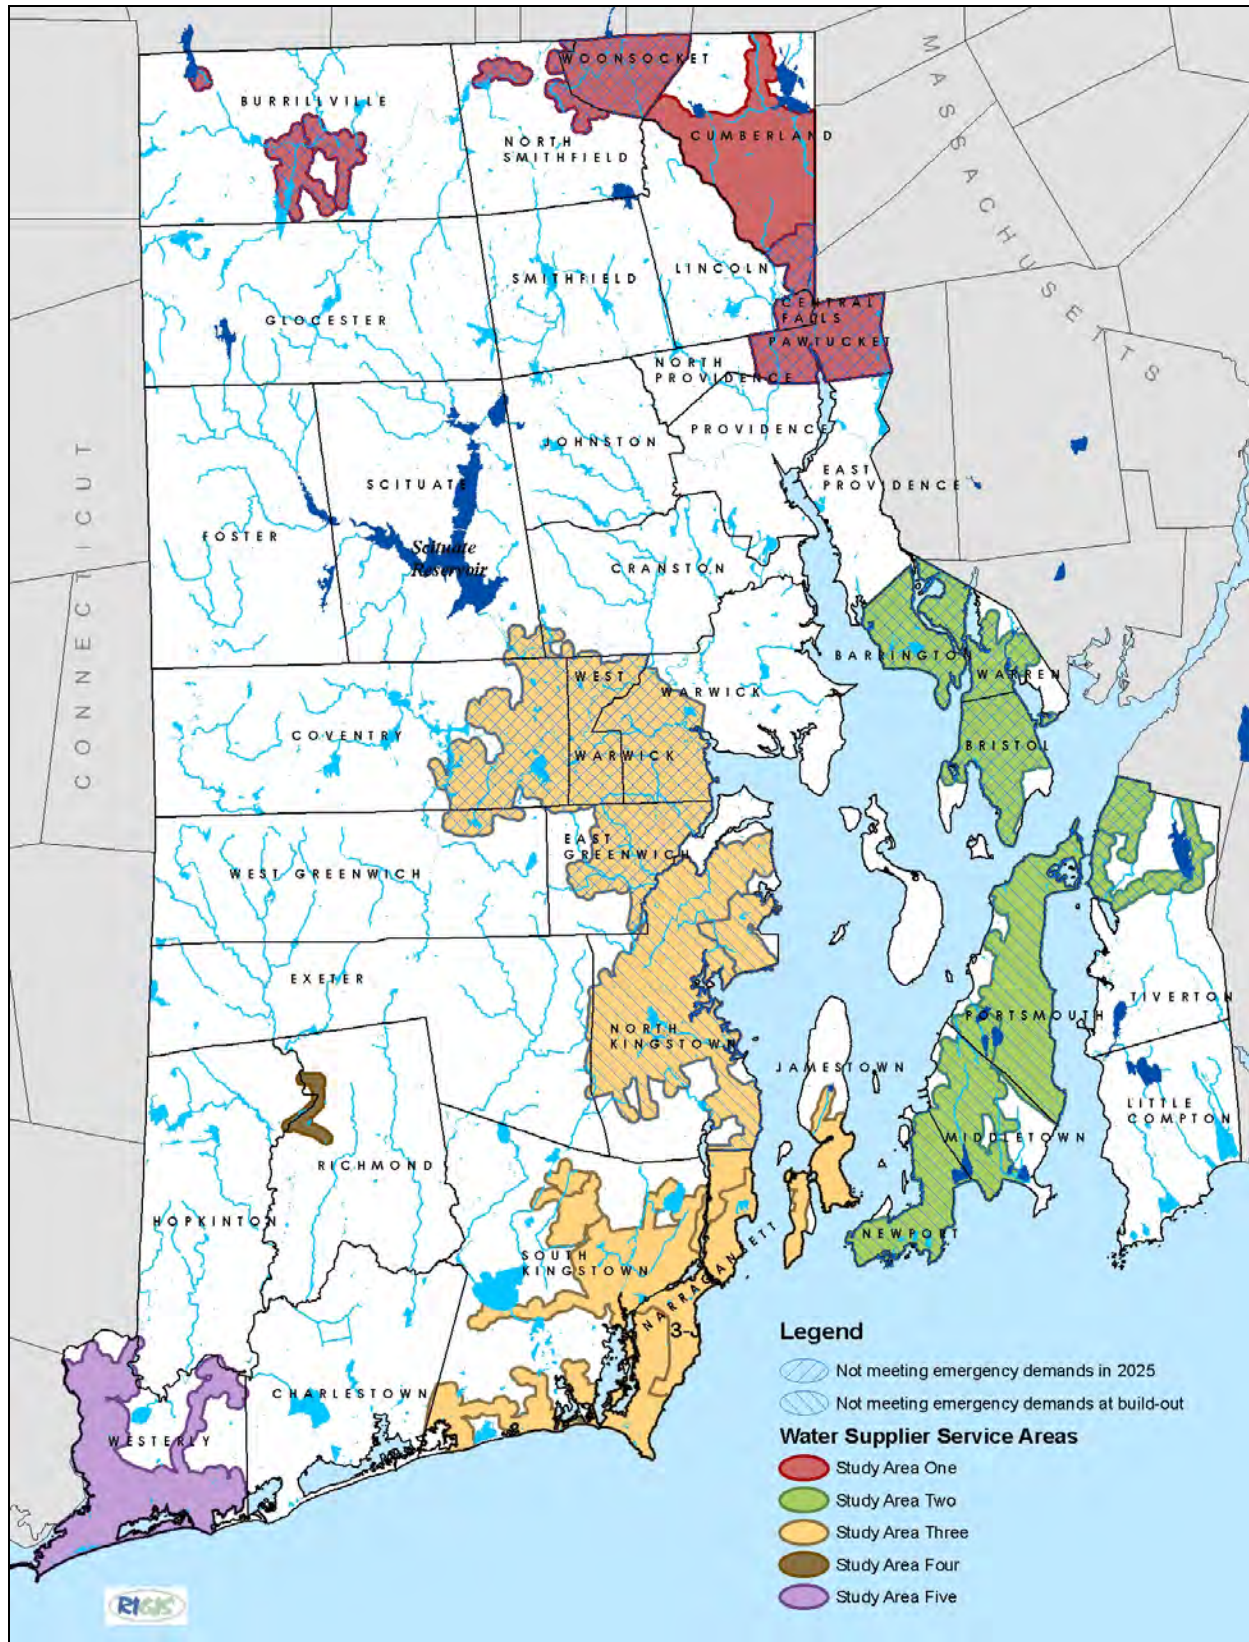 MASSACHUSETTS
WOONSOCKET
BURRILLVILLE
CUMBERLAND
NORTH
SMITHFIELD
LINCOLN
SMITHFIELD
CENTRAL
FALLS
GLOCESTER
PAWTUCKET
NORTH
PROVIDENCE
PROVIDENCE
JOHNSTON
CONNECTICUT
SCITUATE
EAST
PROVIDENCE
FOSTER
Scituate
Reservoir
CRANSTON
BARRINGTON
WEST
WARREN
WARWICK
COVENTRY
WARWICK
BRISTOL
EAST
GREENWICH
WEST GREENWICH
EXETER
TIVERTON
PORTSMOUTH
NORTH
KINGSTOWN
JAMESTOWN
LITTLE
COMPTON
MIDDLETOWN
RICHMOND
HOPKINTON
NEWPORT
SOUTH
KINGSTOWN
NARRAGANSETT
3-J
CHARLESTOWN
WESTERLY
Legend
Not meeting emergency demands in 2025
Not meeting emergency demands at build-out
Water Supplier Service Areas
Study Area One
Study Area Two
Study Area Three
Study Area Four
Study Area Five
RIGIS